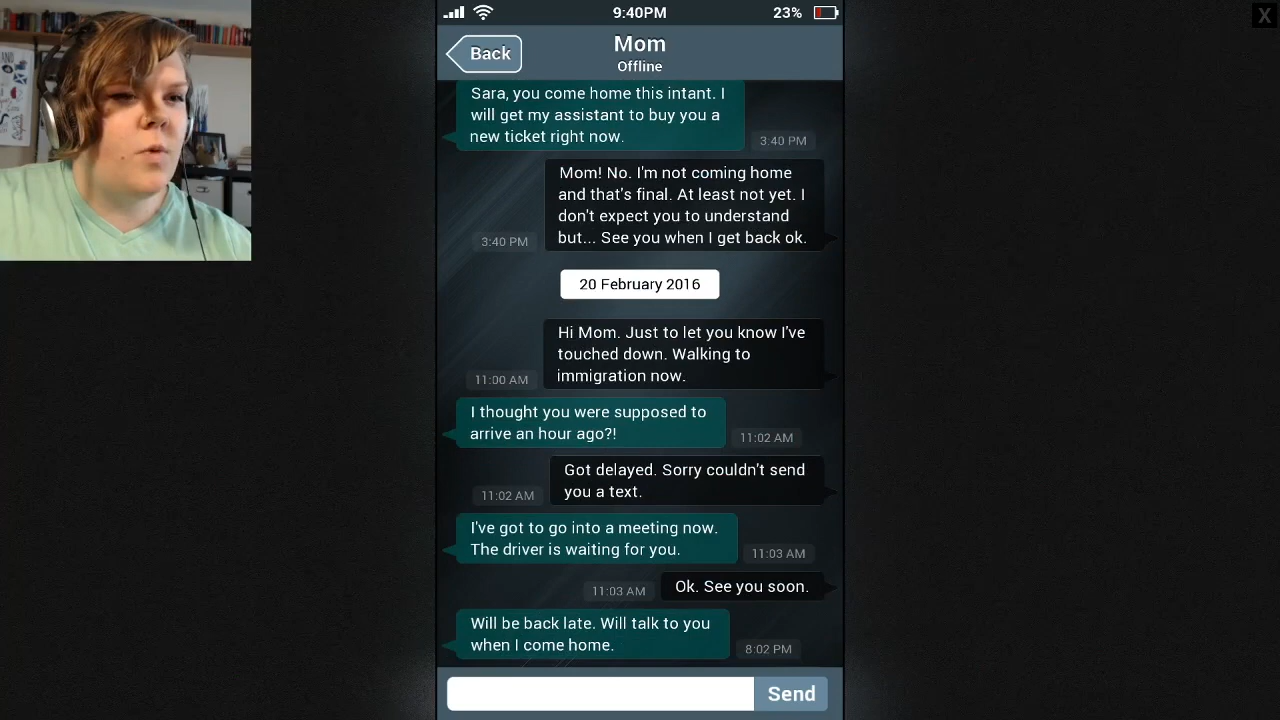 9:40PM
23%
X
Back
Mom
Offline
Sara, you come home this intant. I
will get my assistant to buy you a
new ticket right now.
3:40 PM
Mom! No. I'm not coming home
and that's final. At least not yet. I
don't expect you to understand
but... See you when I get back ok.
3:40 PM
20 February 2016
Hi Mom. Just to let you know I've
touched down. Walking to
immigration now.
11:00 AM
I thought you were supposed to
arrive an hour ago?!
11:02 AM
Got delayed. Sorry couldn't send
you a text.
11:02 AM
I've got to go into a meeting now.
The driver is waiting for you.
11:03 AM
Ok. See you soon.
11:03 AM
Will be back late. Will talk to you
when I come home.
8:02 PM
Send